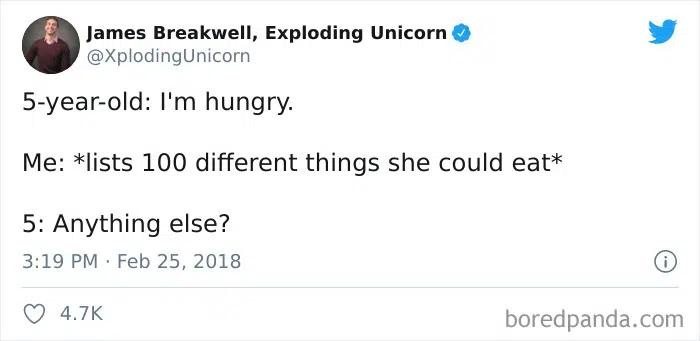 James Breakwell, Exploding Unicorn
@XplodingUnicorn
5-year-old: I'm hungry.
Me: *lists 100 different things she could eat*
5: Anything else?
3:19 PM · Feb 25, 2018
4.7K
boredpanda.com